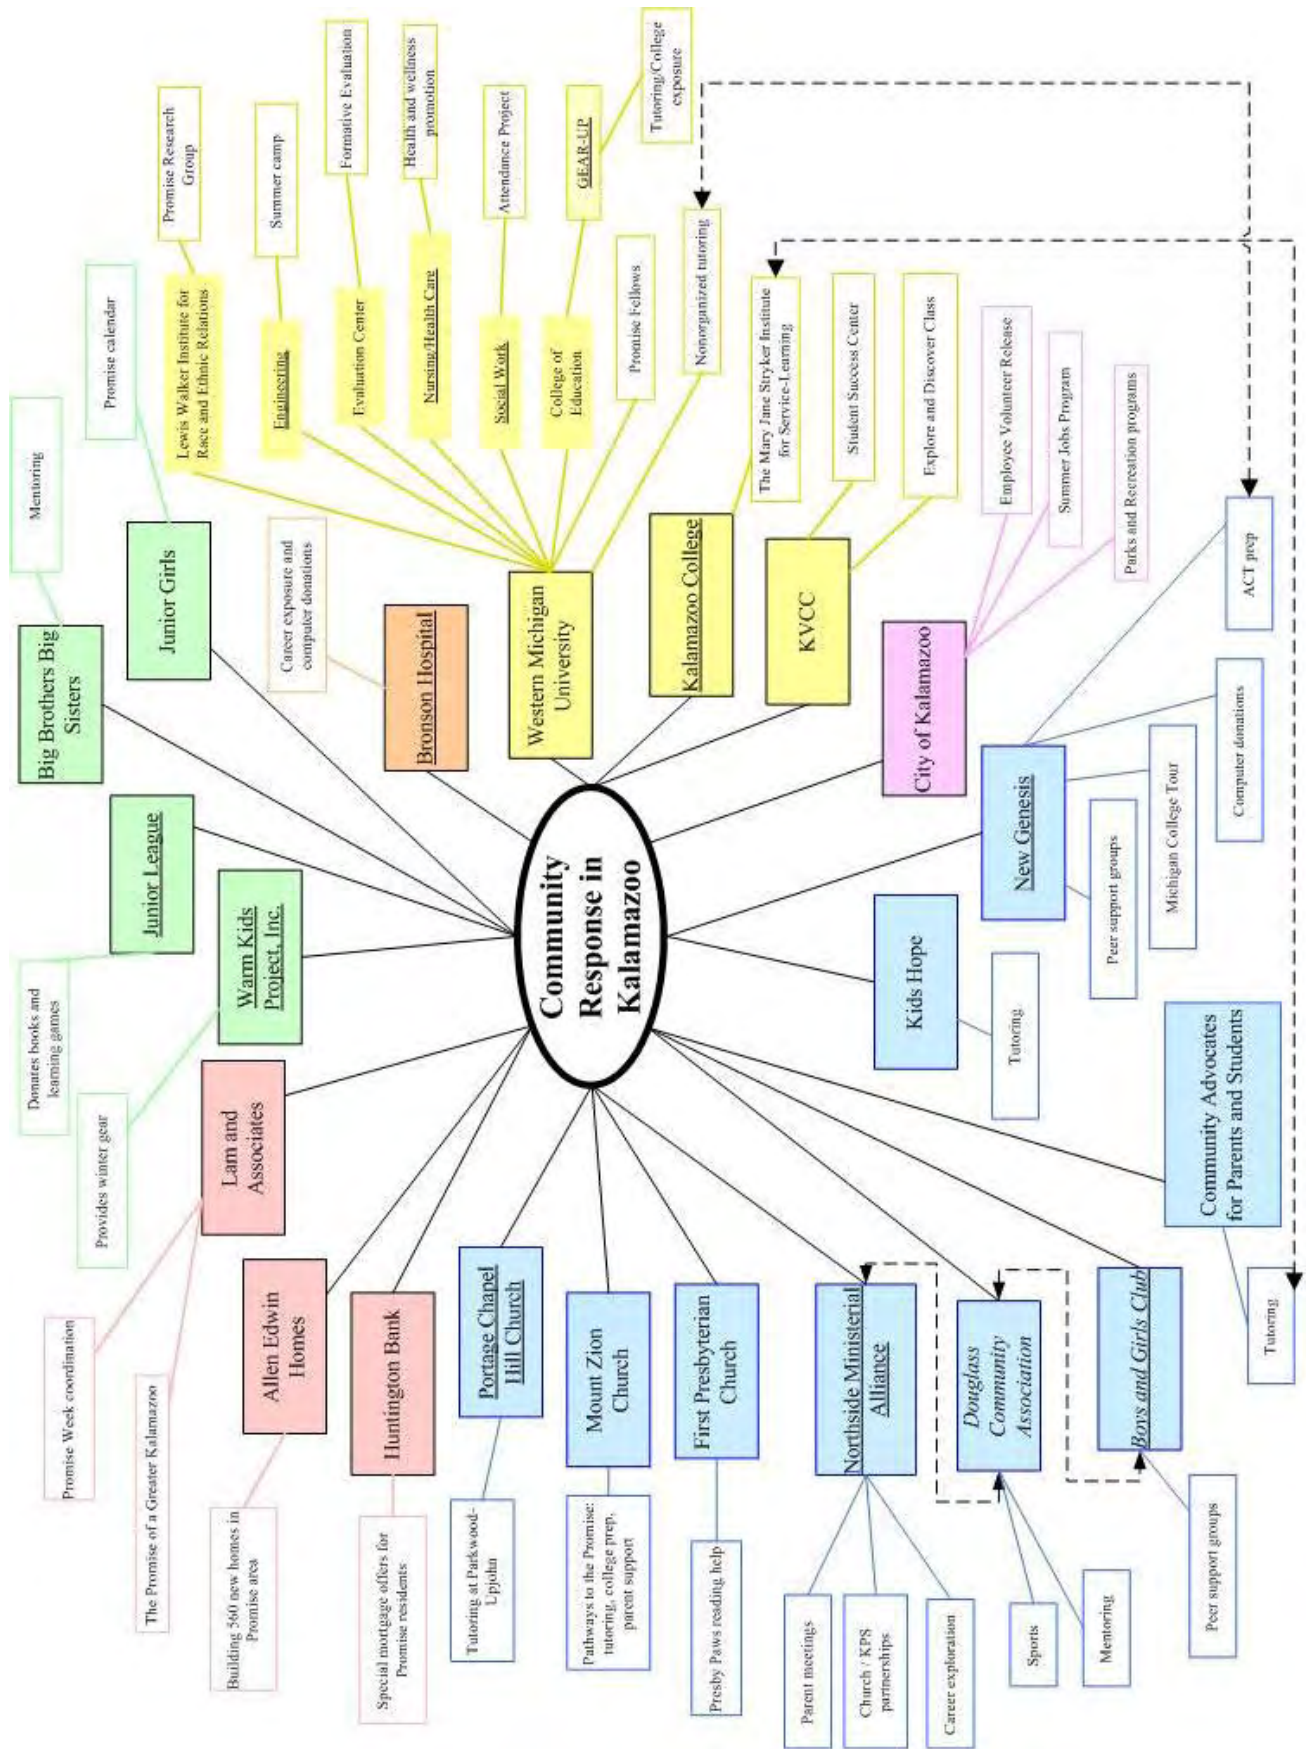 Community
Response in
Kalamazoo
Big Brothers Big
Sisters
Mentoring
Junior Girls
Promise calendar
Junior League
Donates books and
learning games
Warm Kids
Project, Inc.
Provides winter gear
Lam and
Associates
Promise Week coordination
The Promise of a Greater Kalamazoo
Allen Edwin
Homes
Building 560 new homes in
Promise area
Huntington Bank
Special mortgage offers for
Promise residents
Portage Chapel
Hill Church
Tutoring at Parkwood-
Upjohn
Mount Zion
Church
Pathways to the Promise:
tutoring, college prep,
parent support
First Presbyterian
Church
Presby Paws reading help
Northside Ministerial
Alliance
Parent meetings
Church / KPS
partnerships
Career exploration
Douglass
Community
Association
Sports
Mentoring
Boys and Girls Club
Peer support groups
Community Advocates
for Parents and Students
Tutoring
Kids Hope
Tutoring
New Genesis
Peer support groups
Michigan College Tour
Computer donations
ACT prep
City of Kalamazoo
Employee Volunteer Release
Summer Jobs Program
Parks and Recreation programs
KVCC
Student Success Center
Explore and Discover Class
Kalamazoo College
The Mary Jane Stryker Institute
for Service-Learning
Western Michigan
University
Lewis Walker Institute for
Race and Ethnic Relations
Promise Research
Group
Engineering
Summer camp
Evaluation Center
Formative Evaluation
Nursing/Health Care
Health and wellness
promotion
Social Work
Attendance Project
College of
Education
GEAR-UP
Tutoring/College
exposure
Promise Fellows
Nonorganized tutoring
Bronson Hospital
Career exposure and
computer donations